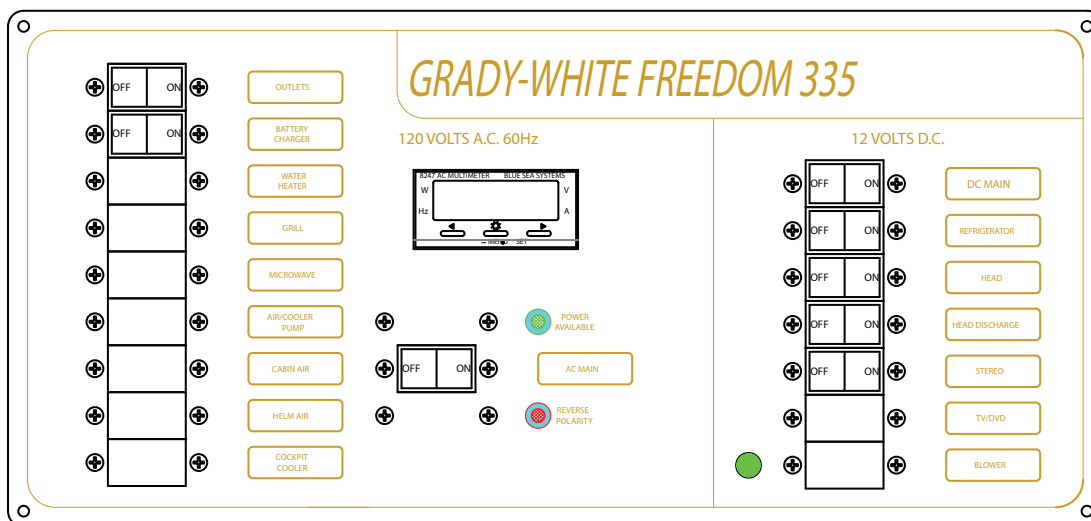 GRADY-WHITE FREEDOM 335
OFF ON OUTLETS
OFF ON BATTERY
CHARGER
WATER
HEATER
GRILL
MICROWAVE
AIR/COOLER
PUMP
CABIN AIR
HELM AIR
COCKPIT
COOLER
120 VOLTS A.C. 60Hz
8247 AC MULTIMETER BLUE SEA SYSTEMS
W V
Hz A
MENU SET
POWER
AVAILABLE
OFF ON AC MAIN
REVERSE
POLARITY
12 VOLTS D.C.
OFF ON DC MAIN
OFF ON REFRIGERATOR
OFF ON HEAD
OFF ON HEAD DISCHARGE
OFF ON STEREO
TV/DVD
BLOWER